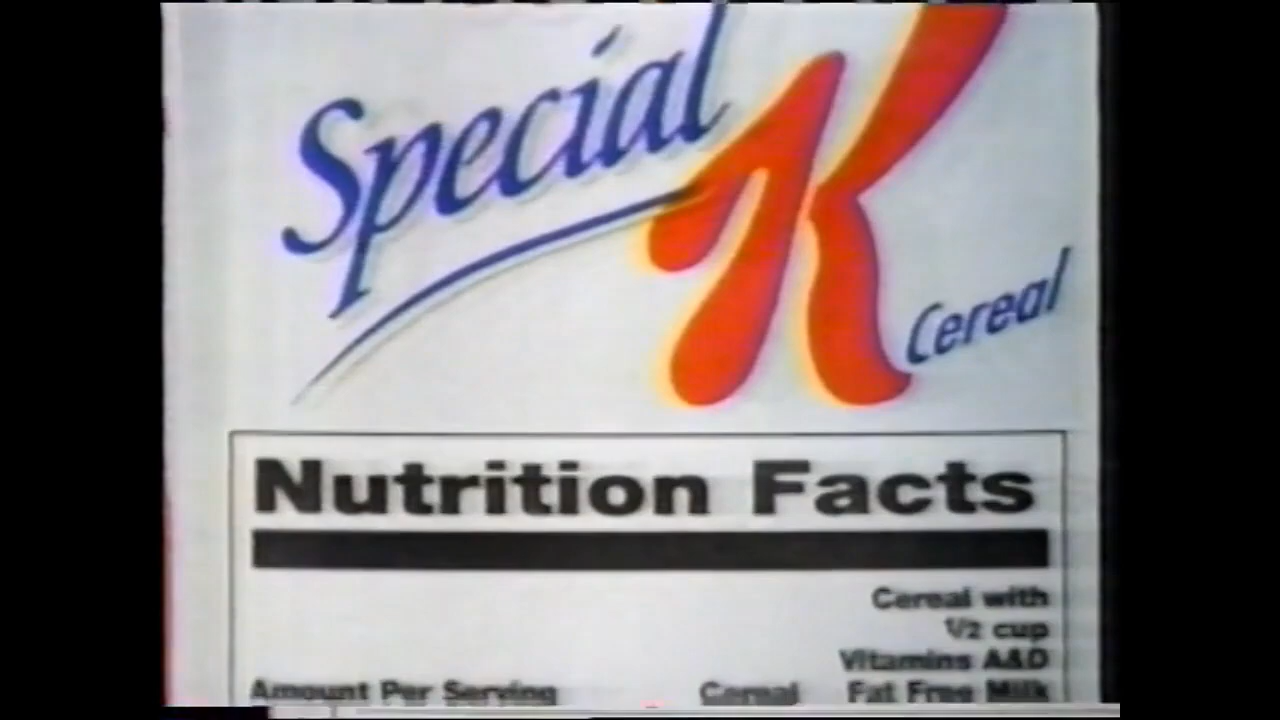 Special K
Cereal
Nutrition Facts
Cereal with
1/2 cup
Vitamins A&D
Amount Per Serving Cereal Fat Free Milk